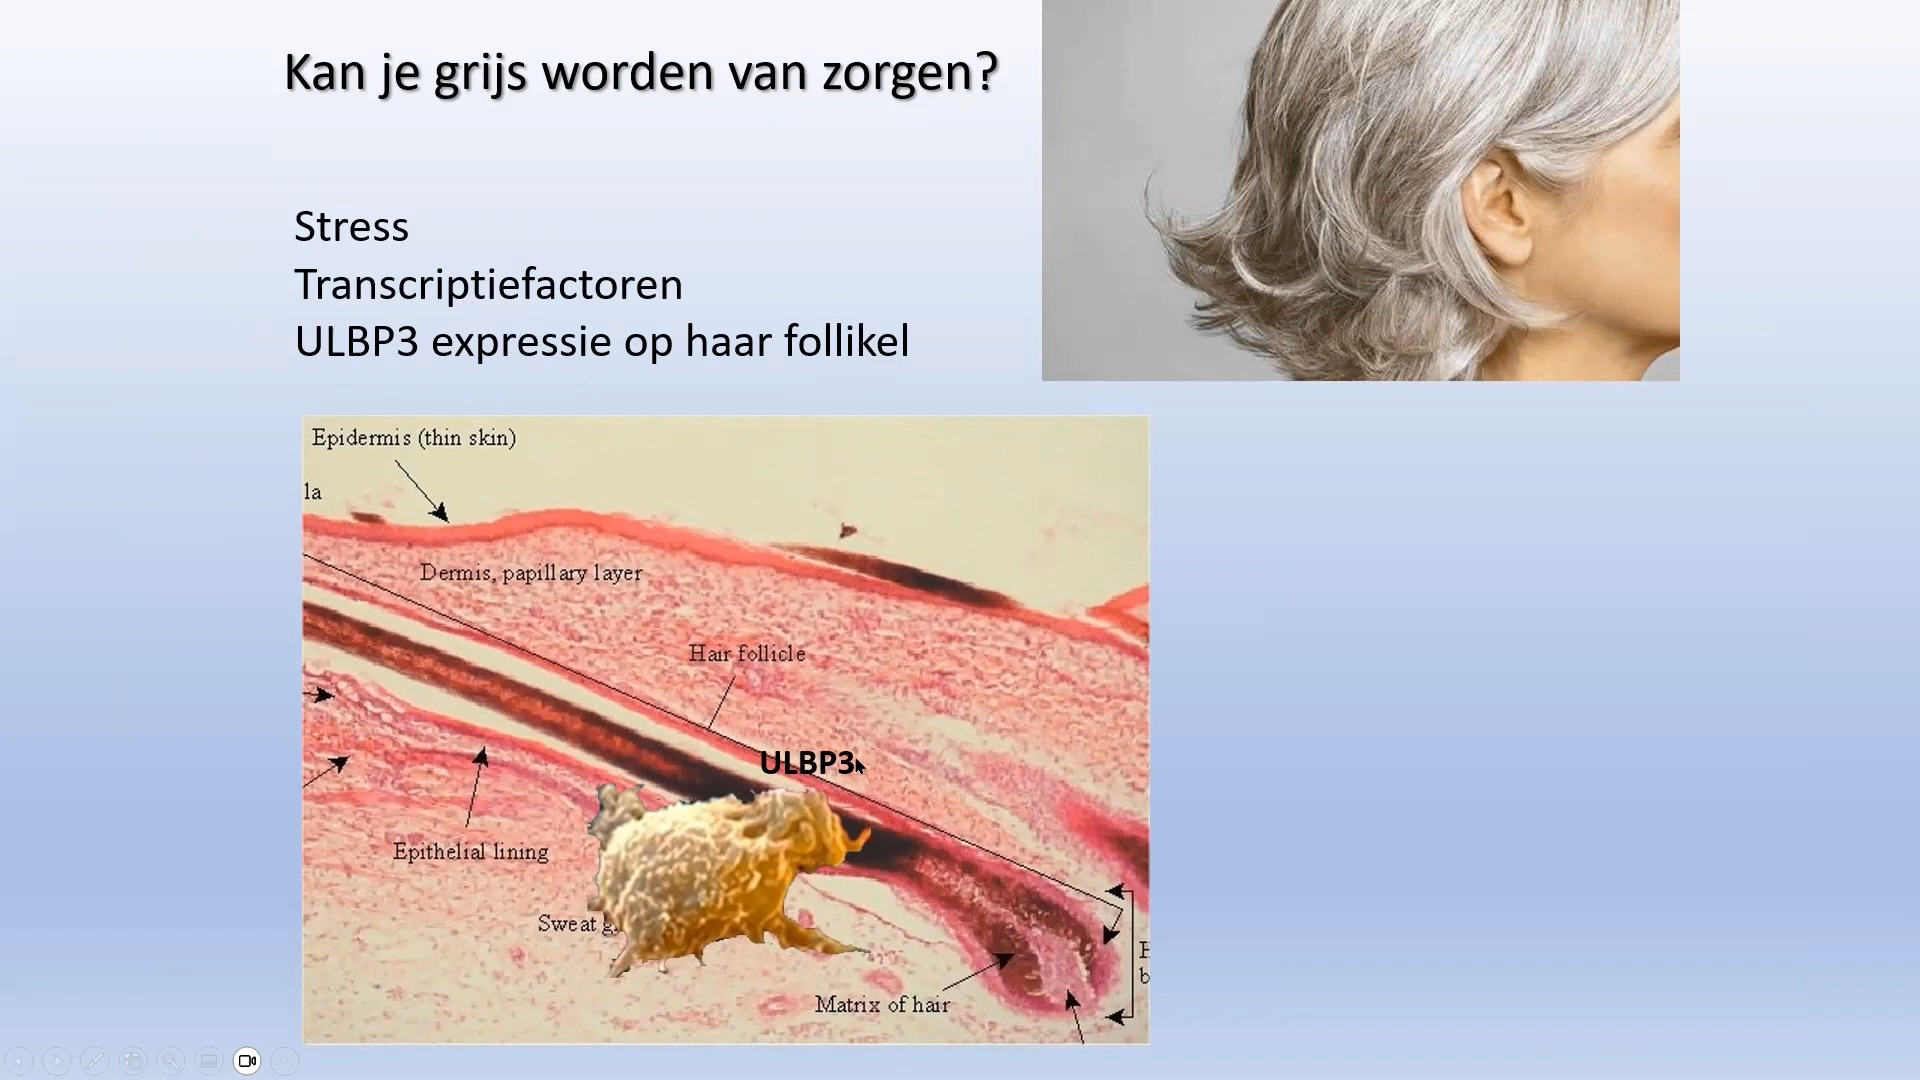 Kan je grijs worden van zorgen?
Stress
Transcriptiefactoren
ULBP3 expressie op haar follikel
Epidermis (thin skin)
la
Dermis, papillary layer
Hair follicle
ULBP3
Epithelial lining
Sweat g
Matrix of hair
H
b